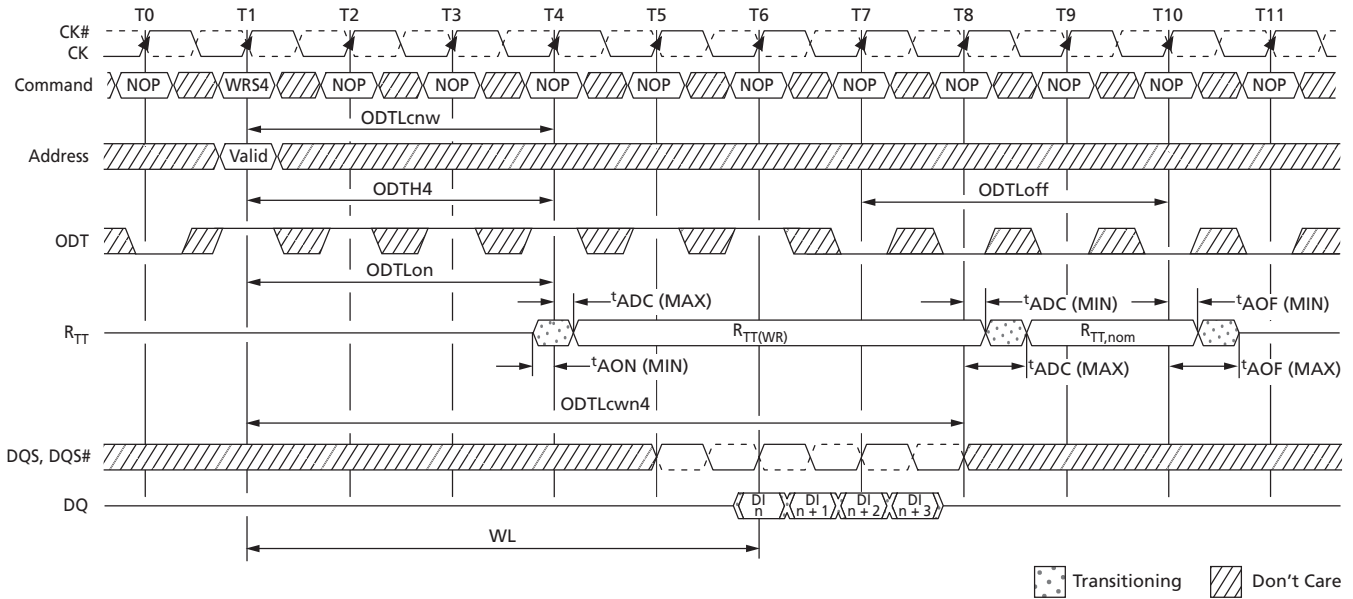 T0 T1 T2 T3 T4 T5 T6 T7 T8 T9 T10 T11
CK#
CK
Command NOP WRS4 NOP NOP NOP NOP NOP NOP NOP NOP NOP NOP
ODTLcnw
Address Valid
ODTH4 ODTLoff
ODT
ODTLon
tADC (MAX) tADC (MIN) tAOF (MIN)
RTT RTT(WR) RTT,nom
tAON (MIN) tADC (MAX) tAOF (MAX)
ODTLcwn4
DQS, DQS#
DQ DI n DI n + 1 DI n + 2 DI n + 3
WL
Transitioning Don't Care